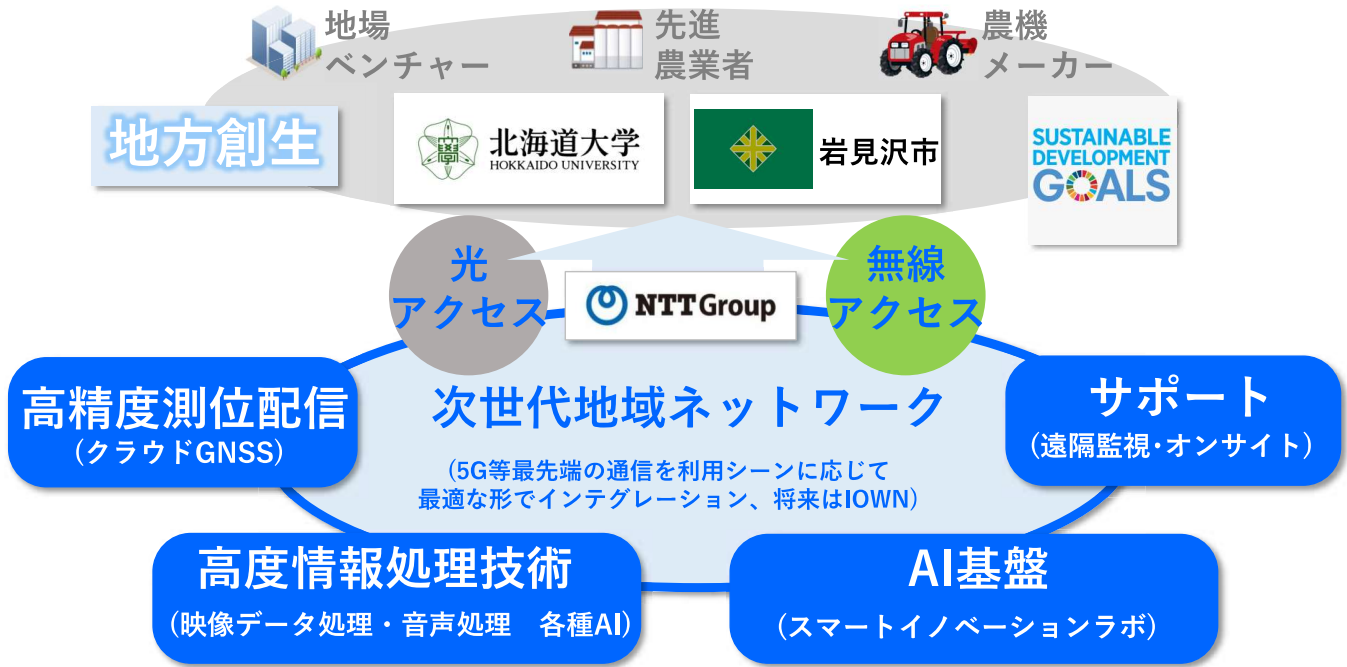 地場
ベンチャー
先進
農業者
農機
メーカー
地方創生
北海道大学
HOKKAIDO UNIVERSITY
岩見沢市
SUSTAINABLE
DEVELOPMENT
GOALS
光
アクセス
NTT Group
無線
アクセス
高精度測位配信
(クラウドGNSS)
次世代地域ネットワーク
(5G等最先端の通信を利用シーンに応じて
最適な形でインテグレーション、将来はIOWN)
サポート
(遠隔監視・オンサイト)
高度情報処理技術
(映像データ処理・音声処理　各種AI)
AI基盤
(スマートイノベーションラボ)